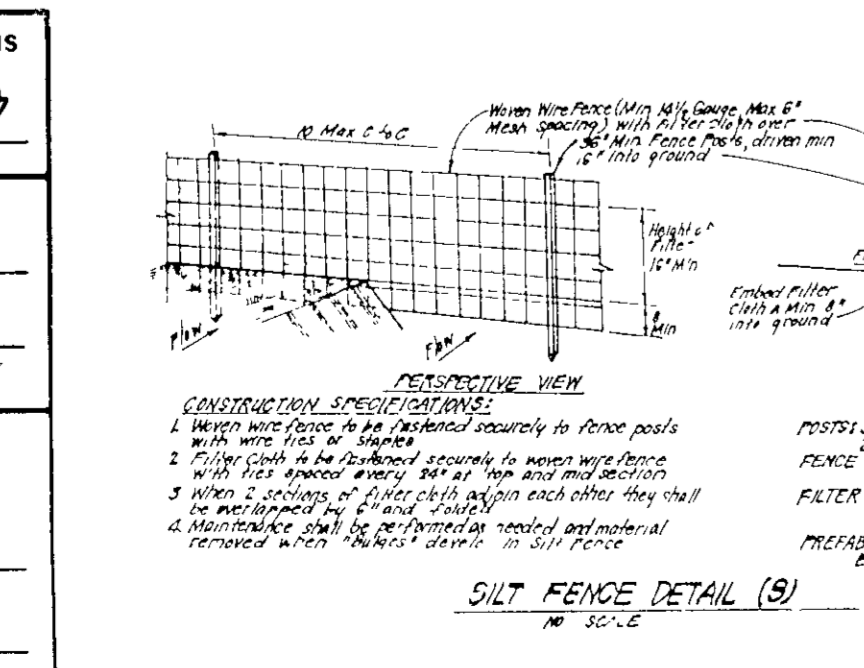 Woven Wire Fence (Min 14½ Gauge, Max 6"
Mesh Spacing) with Filter cloth over
10 Max C to C
36" Min Fence Posts, driven min
16" into ground
Height of
Filter
16" Min
Embed Filter
Cloth A Min 8"
into ground
8
Min
Flow
Flow
PERSPECTIVE VIEW
CONSTRUCTION SPECIFICATIONS:
1. Woven wire fence to be fastened securely to fence posts
with wire ties or staples
2 Filter Cloth to be fastened securely to woven wire fence
with ties spaced every 24" at top and mid section
3 When 2 sections of filter cloth adjoin each other they shall
be overlapped by 6" and folded
4. Maintenance shall be performed as needed and material
removed when "Bulges" develop in Silt Fence
POSTS:
FENCE
FILTER
PREFAB
SILT FENCE DETAIL (S)
NO SCALE